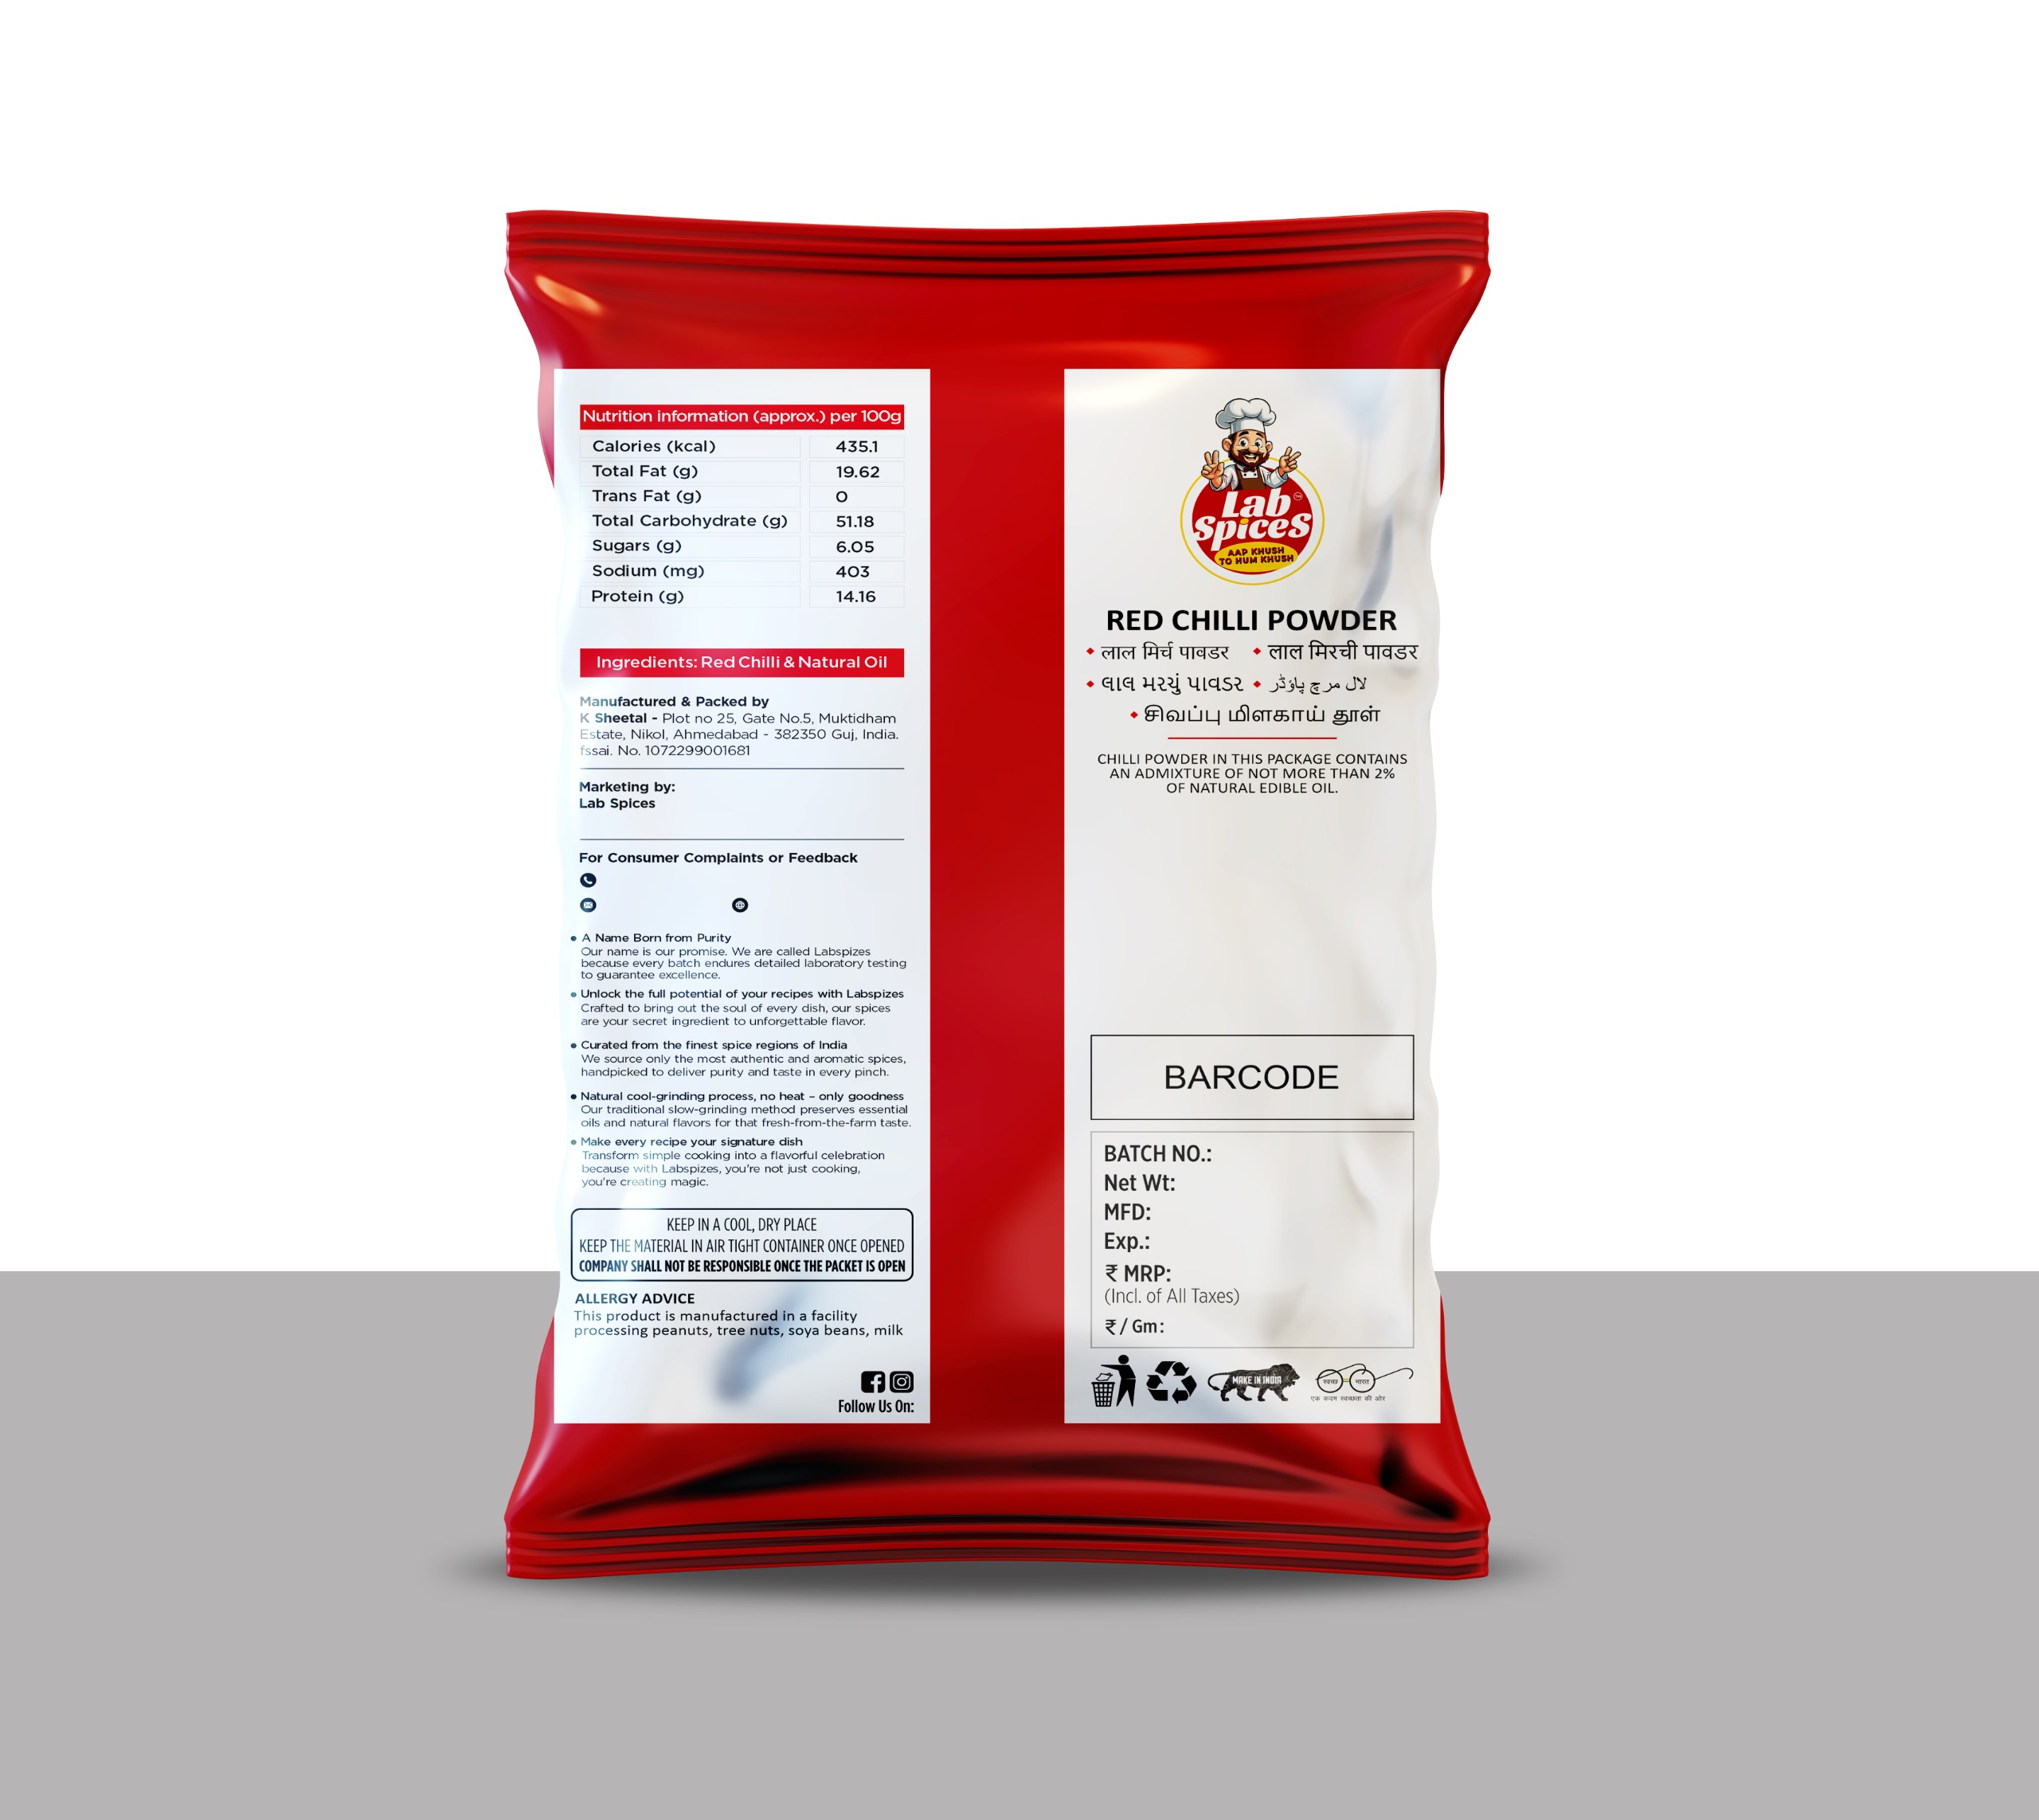 Nutrition information (approx.) per 100g
Calories (kcal) 435.1
Total Fat (g) 19.62
Trans Fat (g) 0
Total Carbohydrate (g) 51.18
Sugars (g) 6.05
Sodium (mg) 403
Protein (g) 14.16
Ingredients: Red Chilli & Natural Oil
Manufactured & Packed by
K Sheetal - Plot no 25, Gate No.5, Muktidham
Estate, Nikol, Ahmedabad - 382350 Guj, India.
fssai. No. 1072299001681
Marketing by:
Lab Spices
For Consumer Complaints or Feedback
• A Name Born from Purity
Our name is our promise. We are called Labspizes
because every batch endures detailed laboratory testing
to guarantee excellence.
• Unlock the full potential of your recipes with Labspizes
Crafted to bring out the soul of every dish, our spices
are your secret ingredient to unforgettable flavor.
• Curated from the finest spice regions of India
We source only the most authentic and aromatic spices,
handpicked to deliver purity and taste in every pinch.
• Natural cool-grinding process, no heat – only goodness
Our traditional slow-grinding method preserves essential
oils and natural flavors for that fresh-from-the-farm taste.
• Make every recipe your signature dish
Transform simple cooking into a flavorful celebration
because with Labspizes, you're not just cooking,
you're creating magic.
KEEP IN A COOL, DRY PLACE
KEEP THE MATERIAL IN AIR TIGHT CONTAINER ONCE OPENED
COMPANY SHALL NOT BE RESPONSIBLE ONCE THE PACKET IS OPEN
ALLERGY ADVICE
This product is manufactured in a facility
processing peanuts, tree nuts, soya beans, milk
Follow Us On:
Lab TM
Spices
AAP KHUSH
TO HUM KHUSH
RED CHILLI POWDER
लाल मिर्च पावडर लाल मिरची पावडर
લાલ મરચું પાવડર لال مرچ پاؤڈر
சிவப்பு மிளகாய் தூள்
CHILLI POWDER IN THIS PACKAGE CONTAINS
AN ADMIXTURE OF NOT MORE THAN 2%
OF NATURAL EDIBLE OIL.
BARCODE
BATCH NO.:
Net Wt:
MFD:
Exp.:
₹ MRP:
(Incl. of All Taxes)
₹ / Gm:
MAKE IN INDIA
स्वच्छ भारत
एक कदम स्वच्छता की ओर